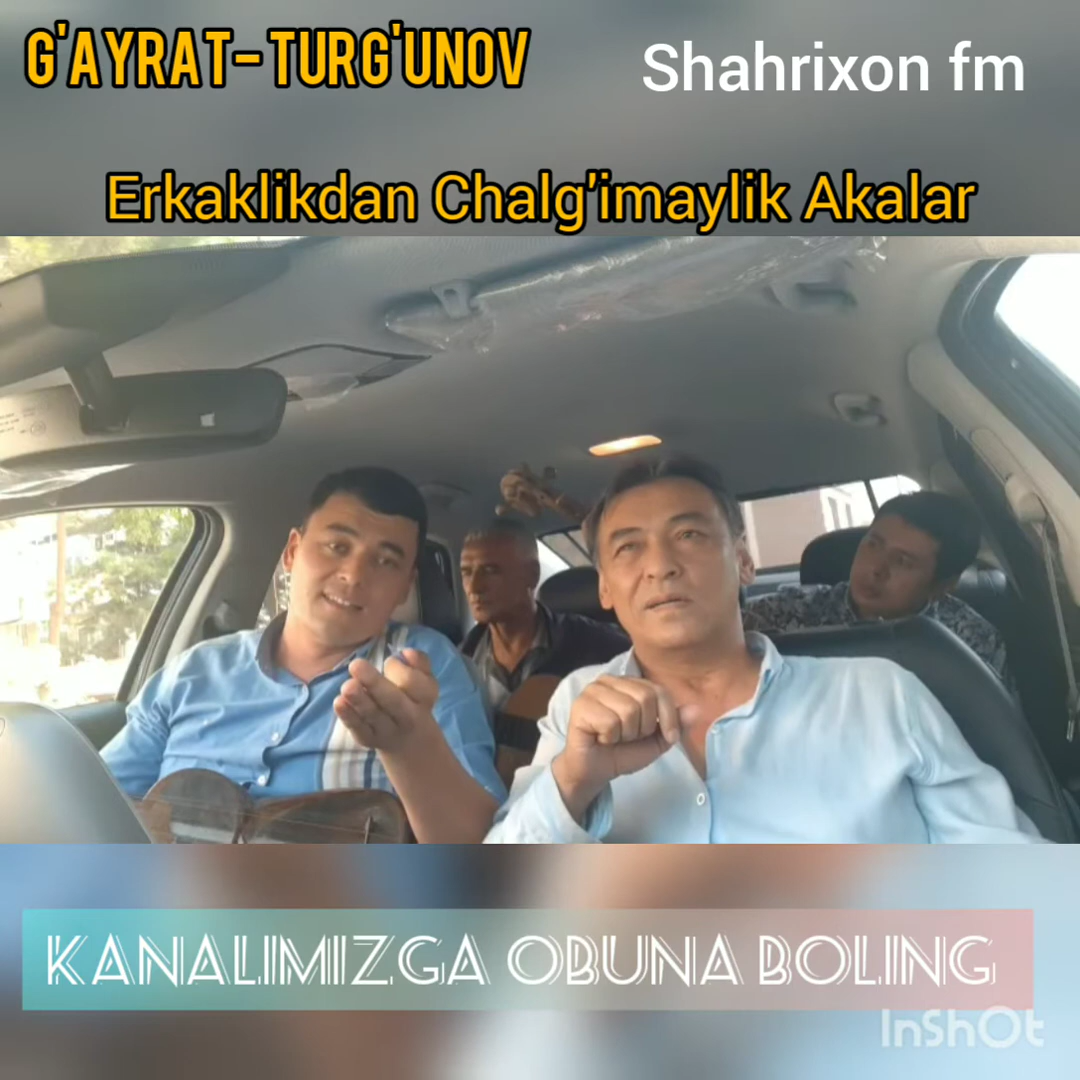 G'AYRAT- TURG'UNOV
Shahrixon fm
Erkaklikdan Chalg'imaylik Akalar
KANALIMIZGA OBUNA BOLING
InShOt